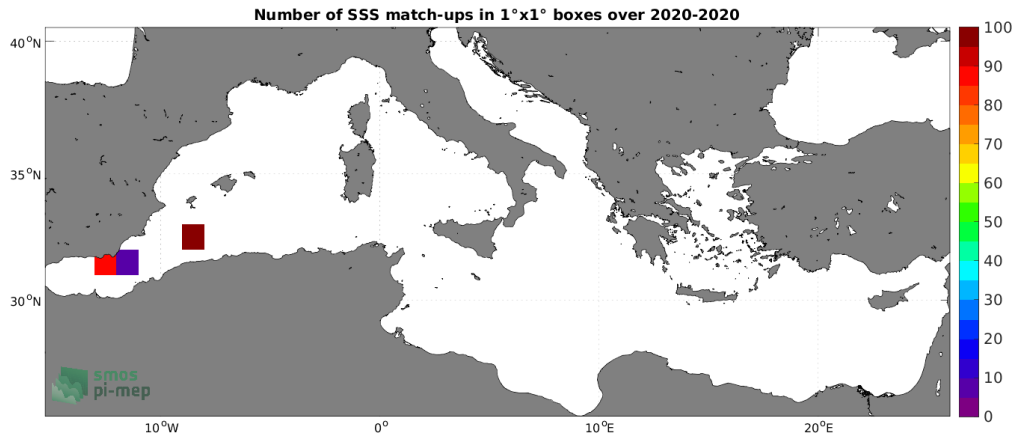 Number of SSS match-ups in 1°x1° boxes over 2020-2020
40°N
35°N
30°N
10°W
0°
10°E
20°E
100
90
80
70
60
50
40
30
20
10
0
smos
pi-mep